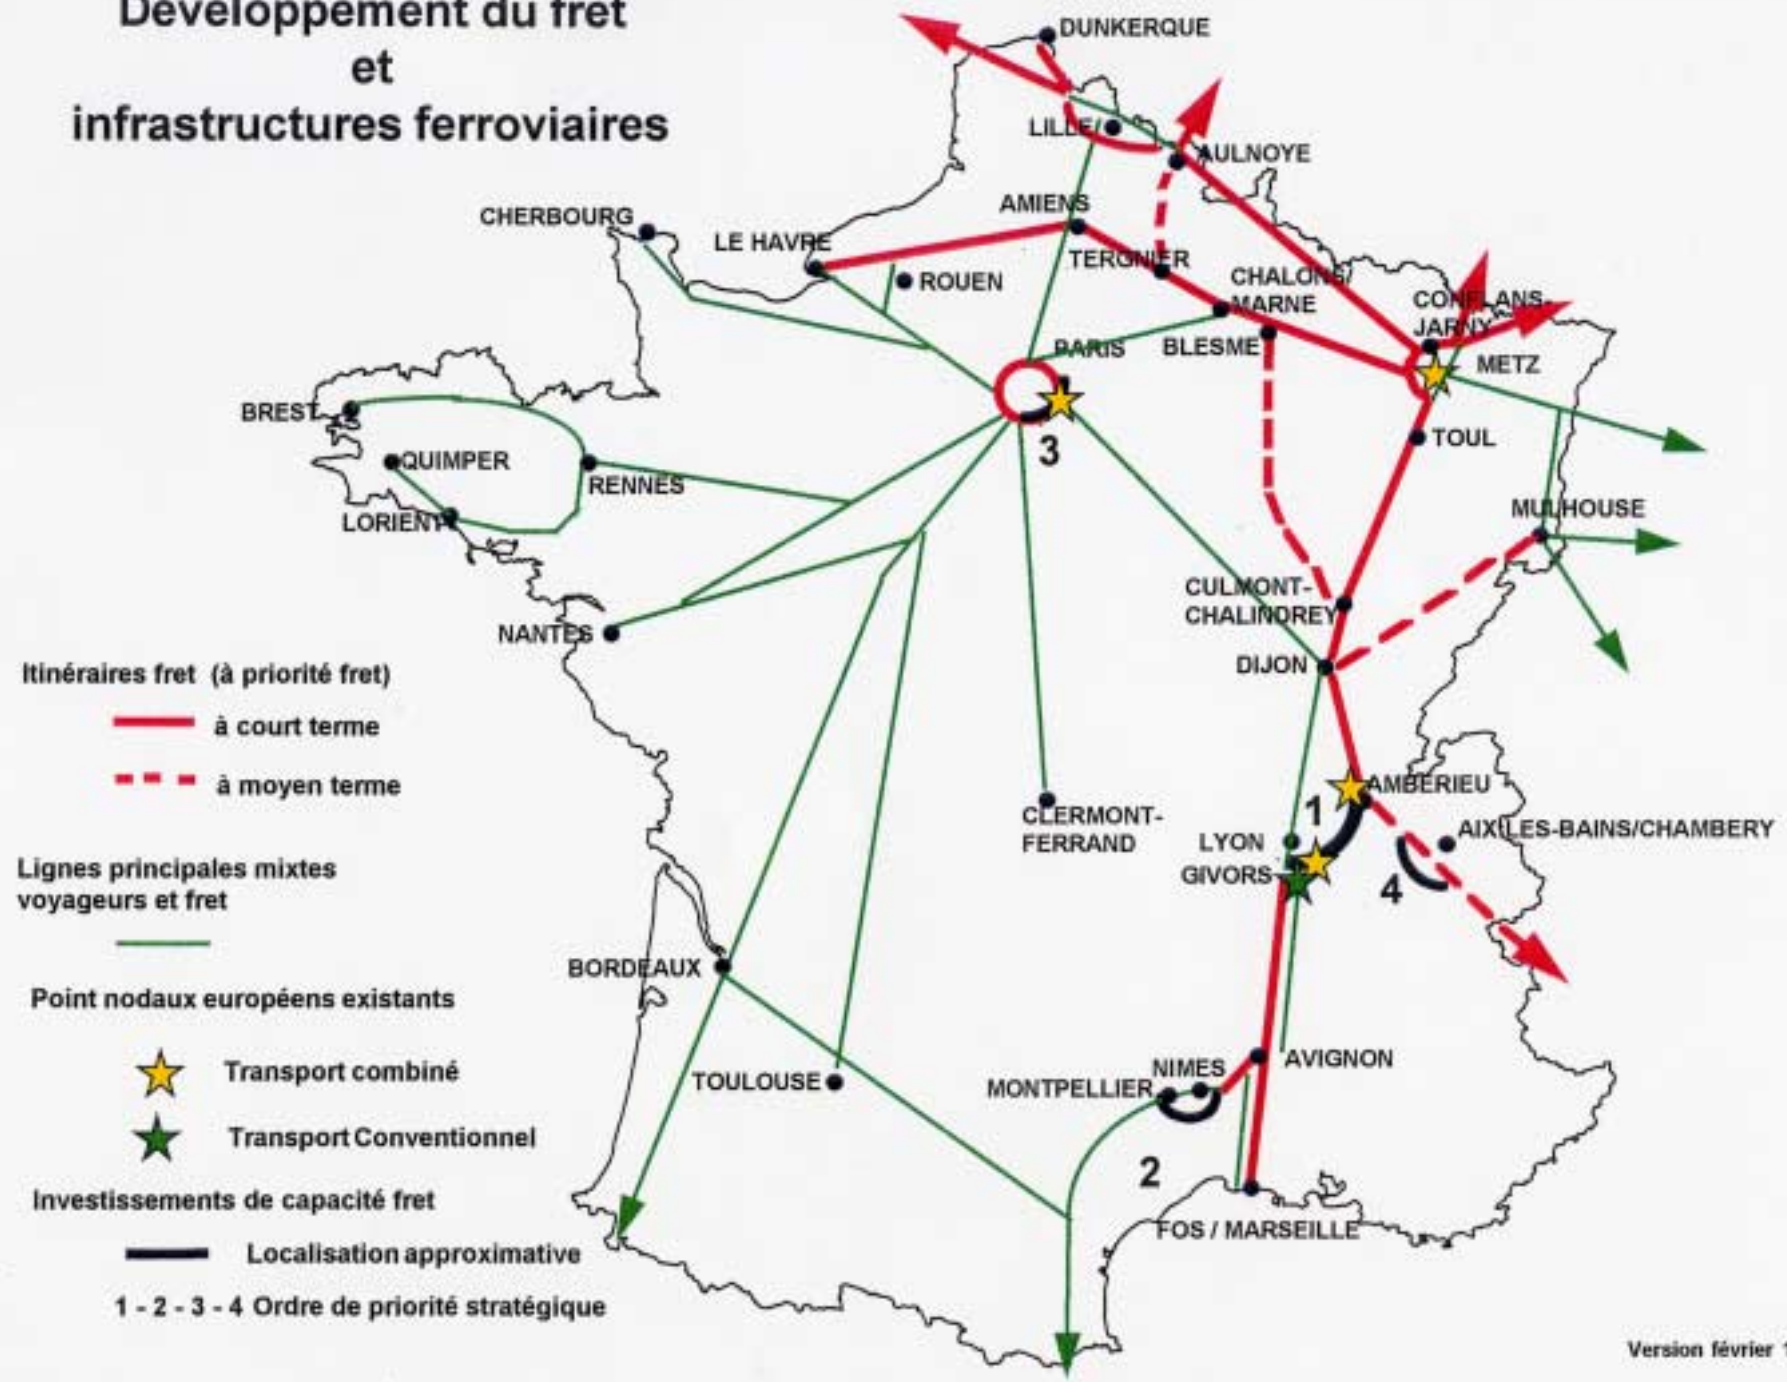 Développement du fret
et
infrastructures ferroviaires
DUNKERQUE
LILLE
AULNOYE
AMIENS
CHERBOURG
LE HAVRE
TERGNIER
ROUEN
CHALONS/
MARNE
CONFLANS-
JARNY
PARIS
BLESME
METZ
BREST
3
TOUL
QUIMPER
RENNES
LORIENT
MULHOUSE
CULMONT-
CHALINDREY
NANTES
DIJON
Itinéraires fret (à priorité fret)
à court terme
à moyen terme
AMBERIEU
CLERMONT-
FERRAND
1
LYON
AIX-LES-BAINS/CHAMBERY
GIVORS
4
Lignes principales mixtes
voyageurs et fret
BORDEAUX
Point nodaux européens existants
Transport combiné
TOULOUSE
NIMES
AVIGNON
MONTPELLIER
Transport Conventionnel
2
Investissements de capacité fret
FOS / MARSEILLE
Localisation approximative
1 - 2 - 3 - 4 Ordre de priorité stratégique
Version février